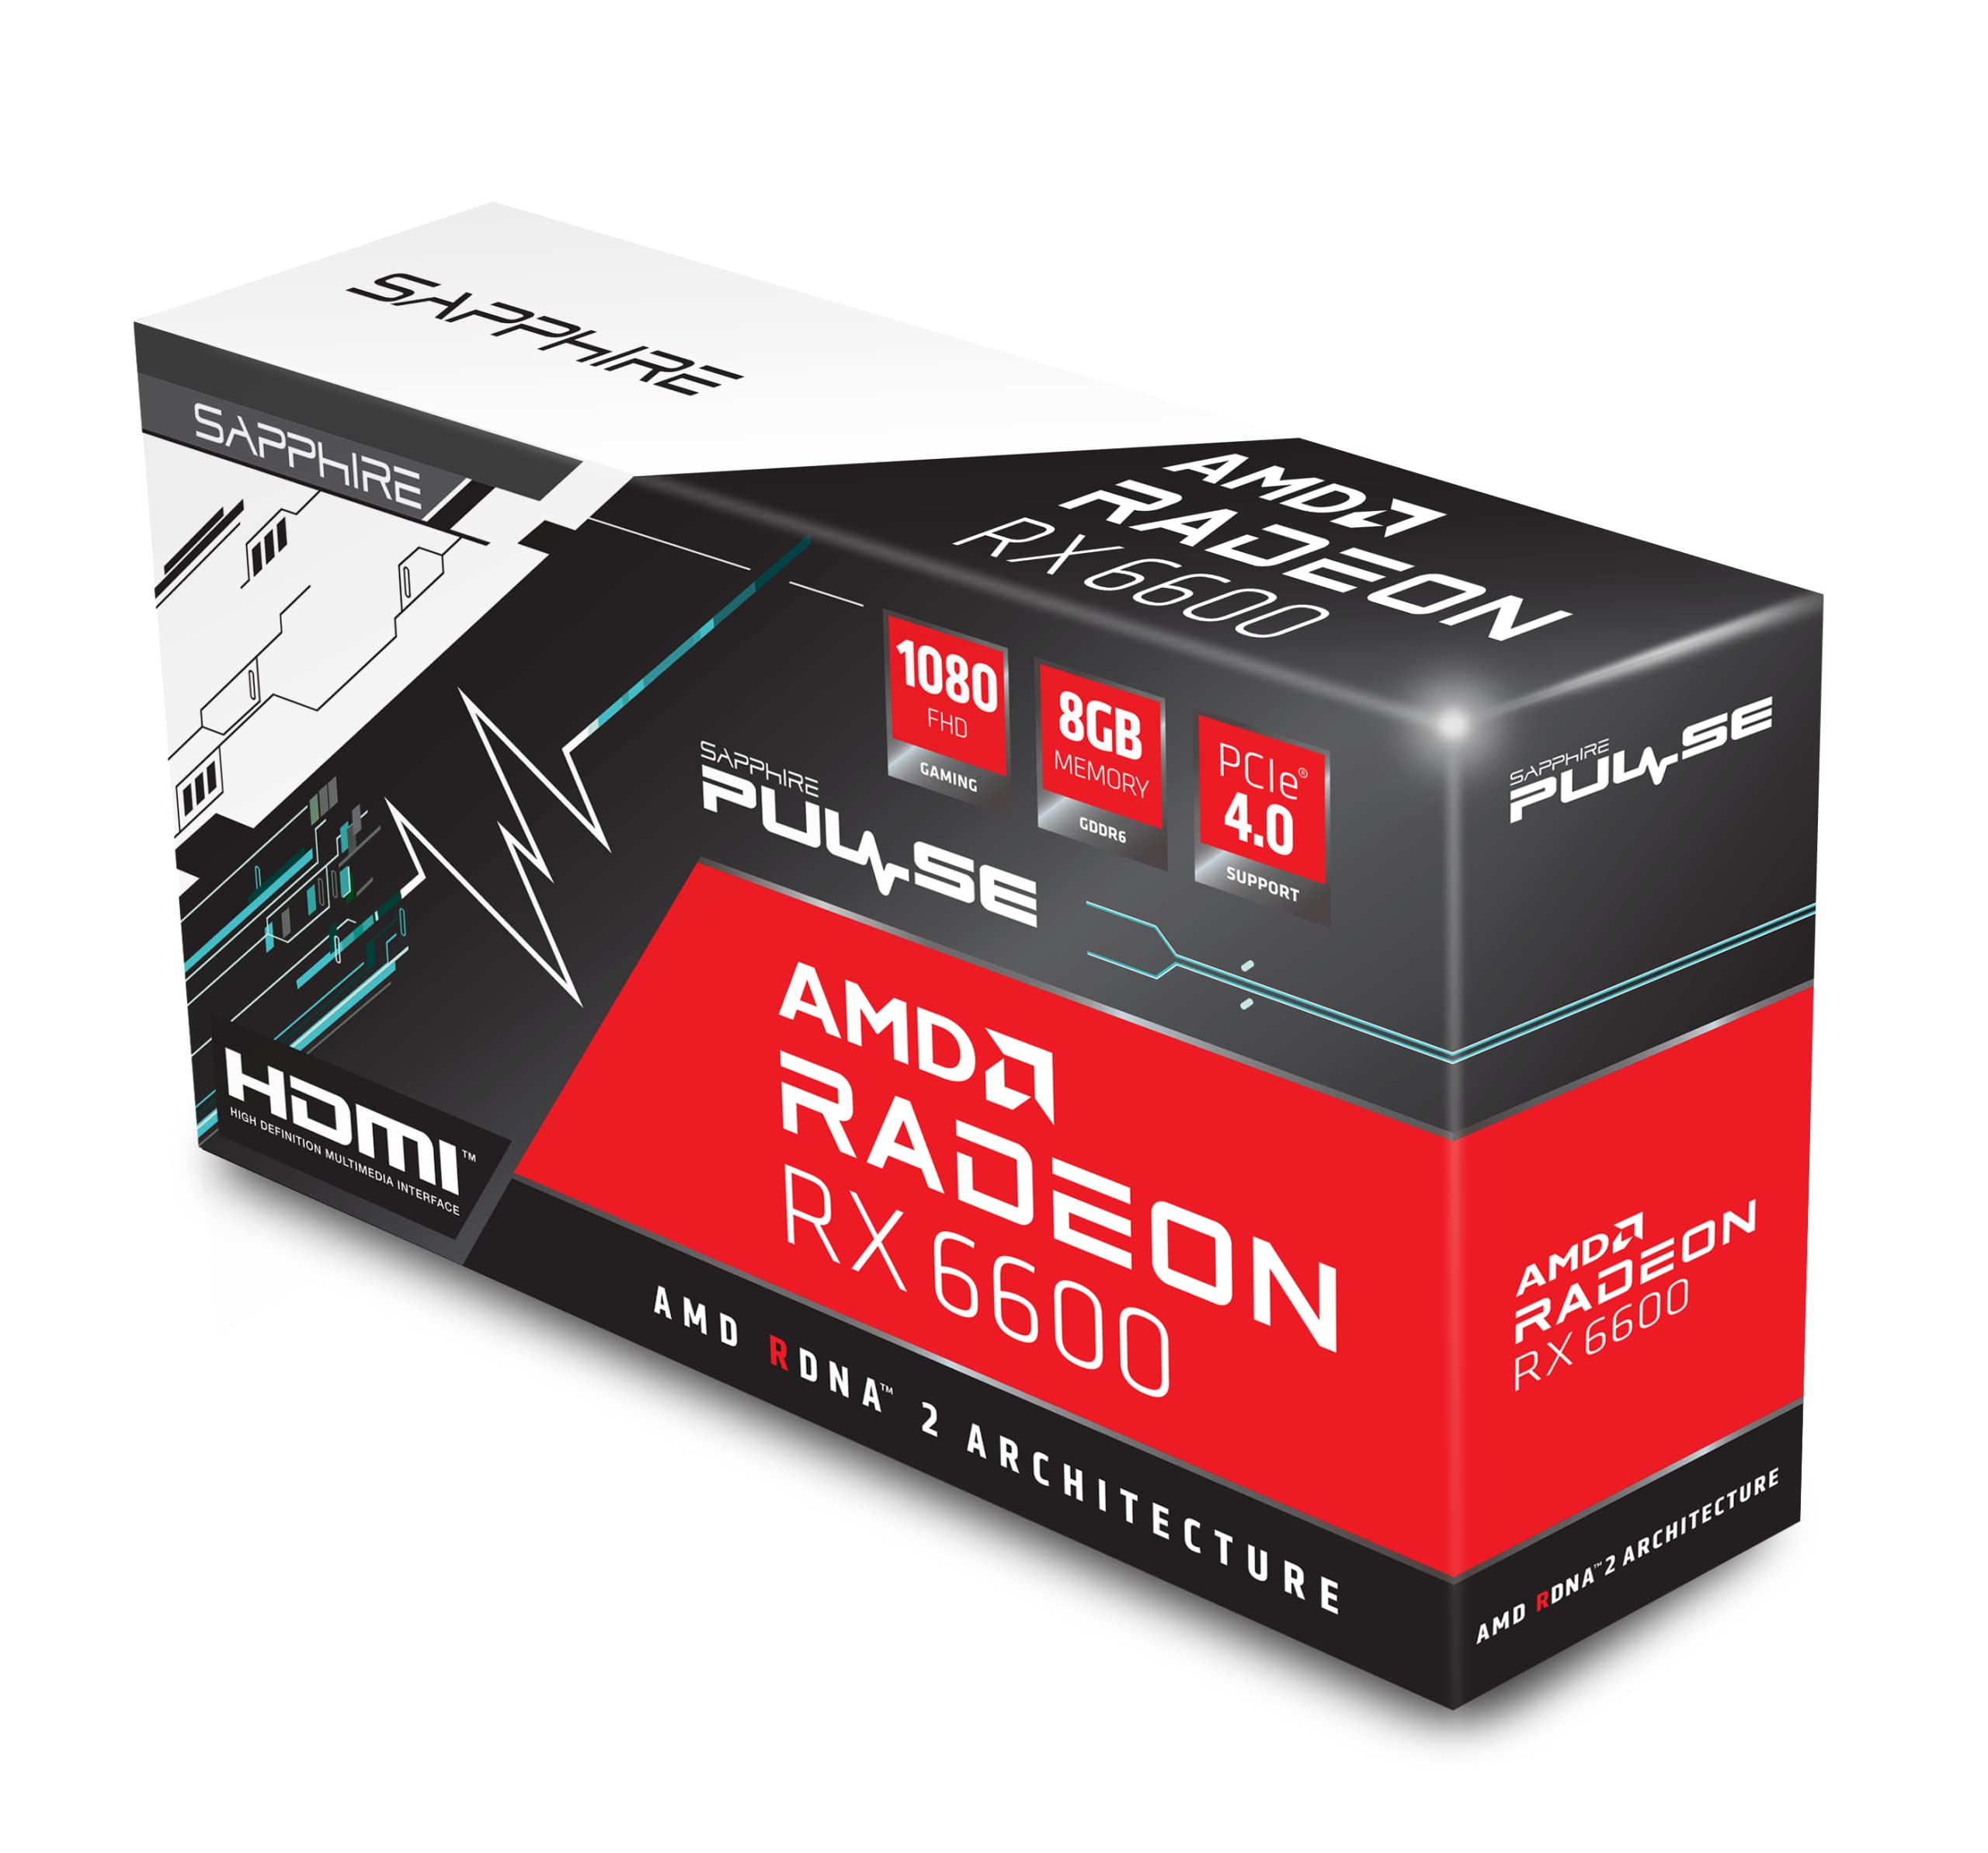 SAPPHIRE
AMD
RADEON
RX 6600
SAPPHIRE
1080
FHD
GAMING
8GB
MEMORY
GDDR6
PCIe®
4.0
SUPPORT
SAPPHIRE
PULSE
AMD
RADEON
RX 6600
HDMI™
HIGH DEFINITION MULTIMEDIA INTERFACE
AMD RDNA™ 2 ARCHITECTURE
SAPPHIRE
PULSE
AMD
RADEON
RX 6600
AMD RDNA™ 2 ARCHITECTURE